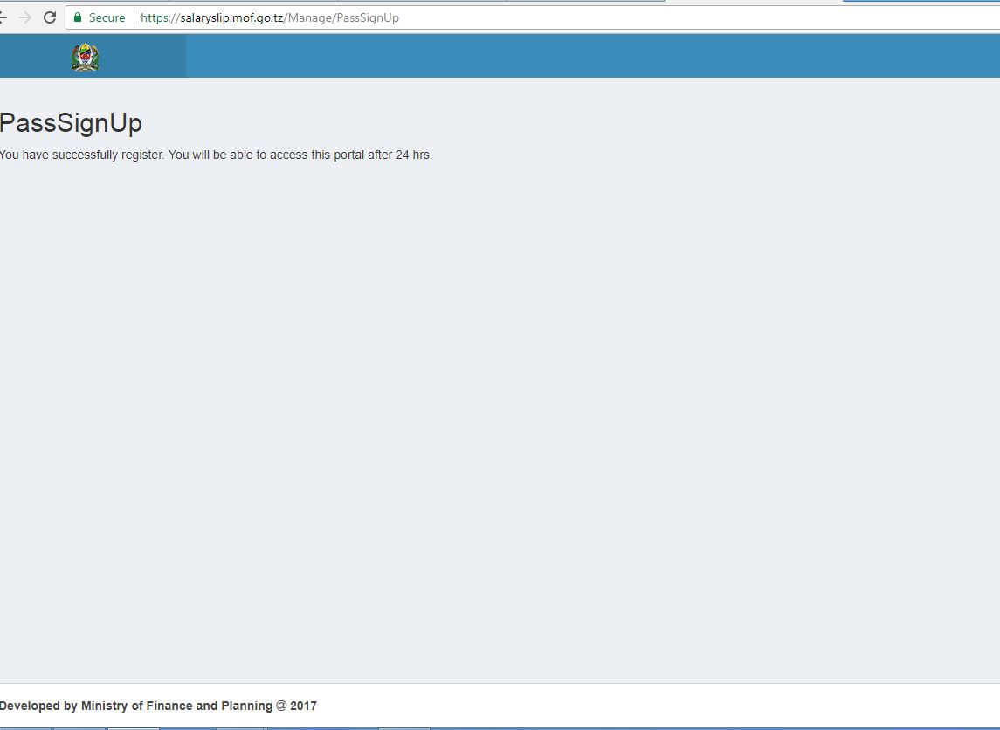 Secure https://salaryslip.mof.go.tz/Manage/PassSignUp
PassSignUp
You have successfully register. You will be able to access this portal after 24 hrs.
Developed by Ministry of Finance and Planning @ 2017